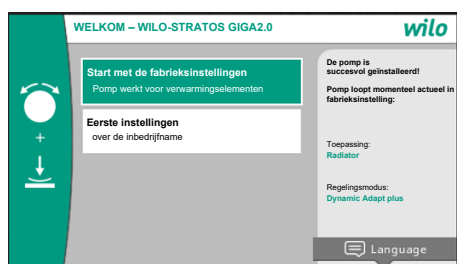 WELKOM – WILO-STRATOS GIGA2.0
wilo
Start met de fabrieksinstellingen
Pomp werkt voor verwarmingselementen
Eerste instellingen
over de inbedrijfname
+
De pomp is
succesvol geïnstalleerd!
Pomp loopt momenteel actueel in
fabrieksinstelling:
Toepassing:
Radiator
Regelingsmodus:
Dynamic Adapt plus
Language